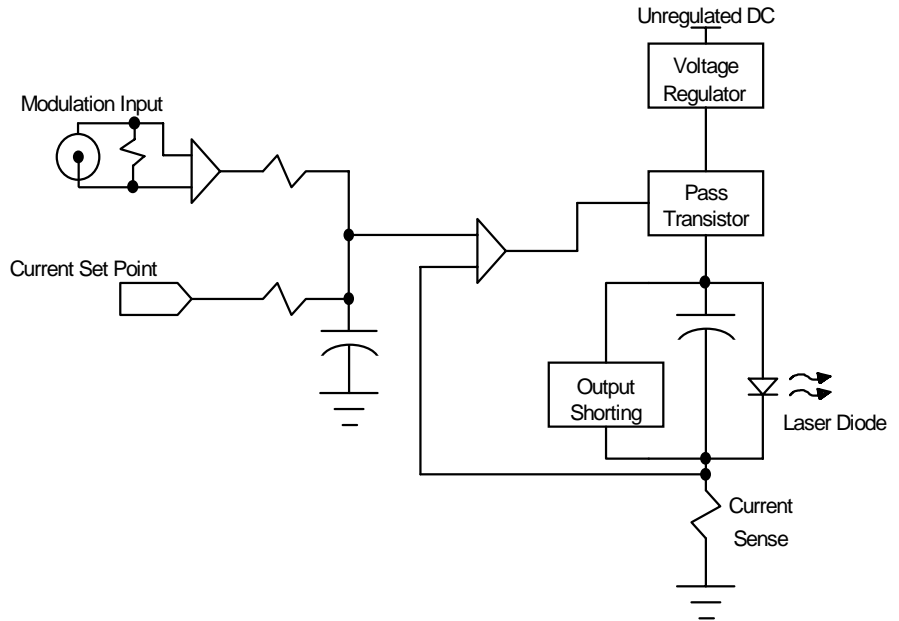 Unregulated DC
Voltage
Regulator
Modulation Input
Pass
Transistor
Current Set Point
Output
Shorting
Laser Diode
Current
Sense